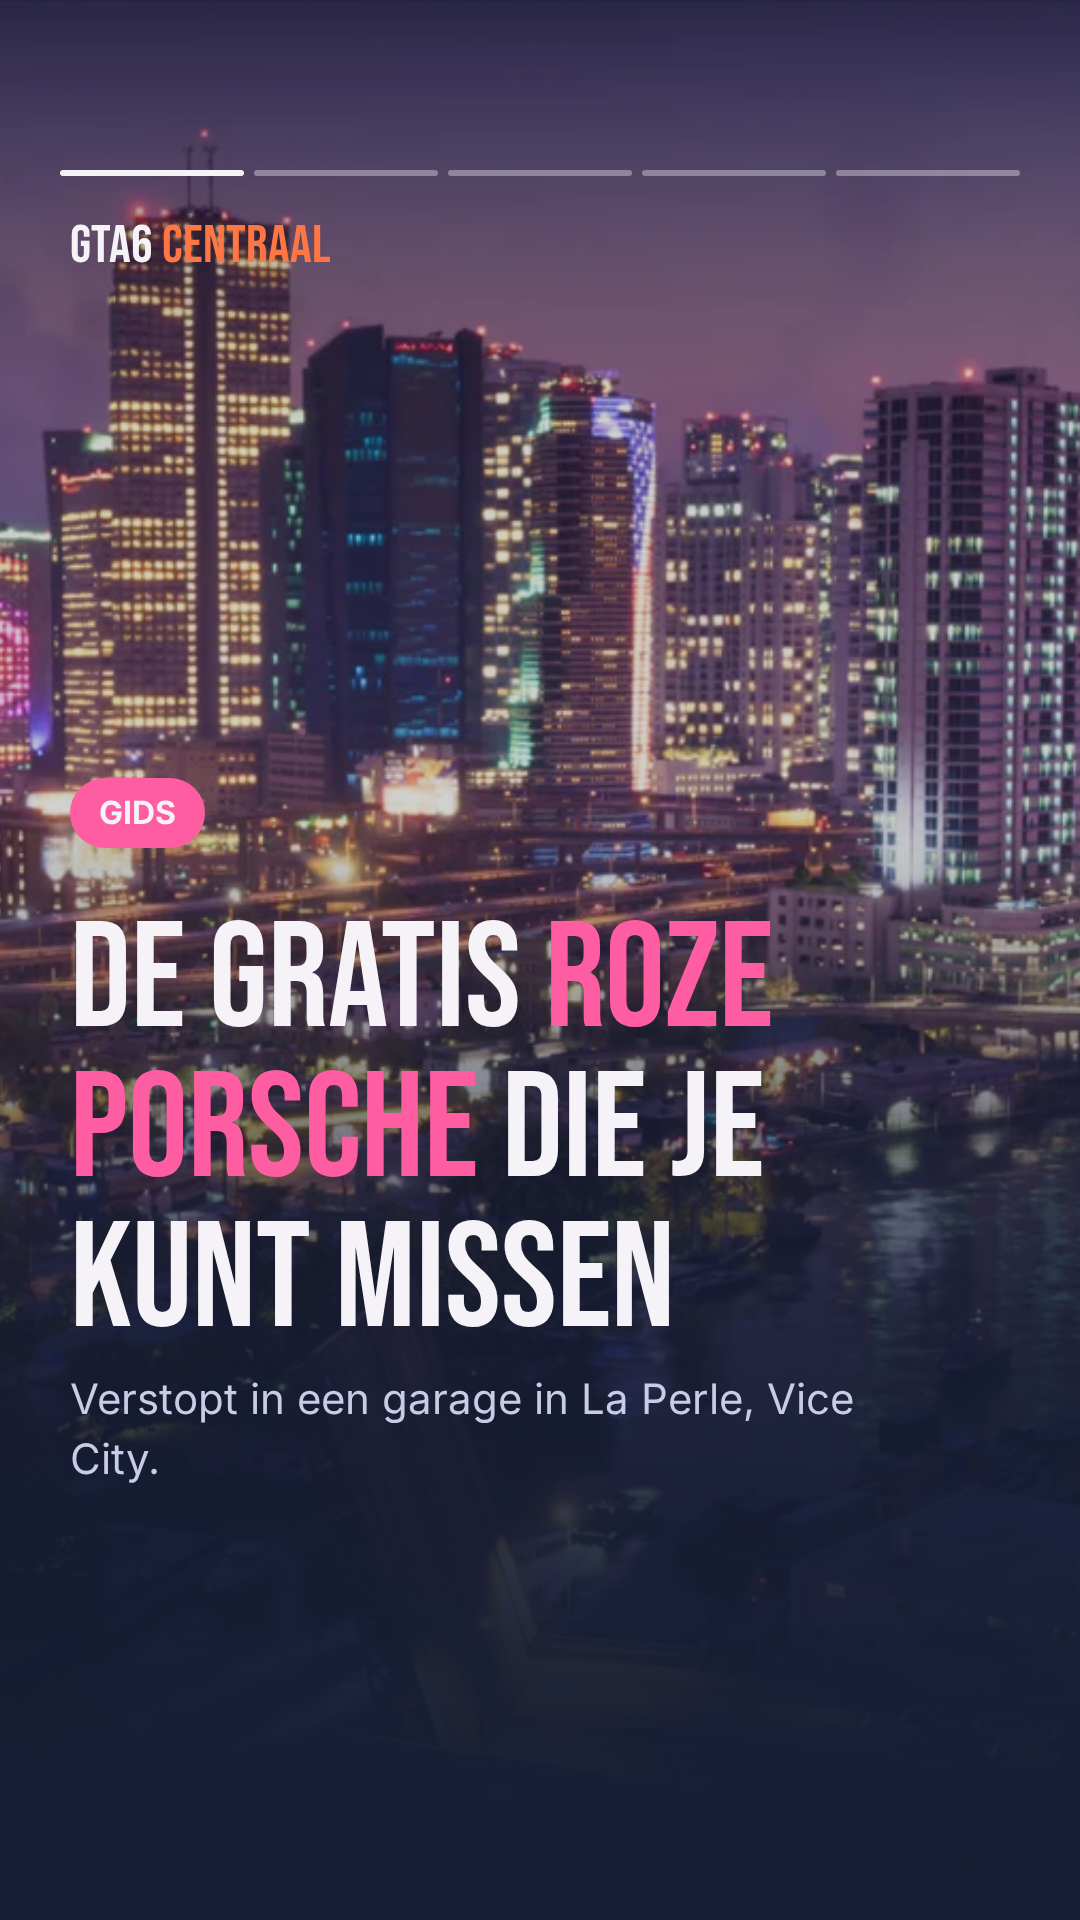 GTA6 CENTRAAL
GIDS
DE GRATIS ROZE
PORSCHE DIE JE
KUNT MISSEN
Verstopt in een garage in La Perle, Vice
City.